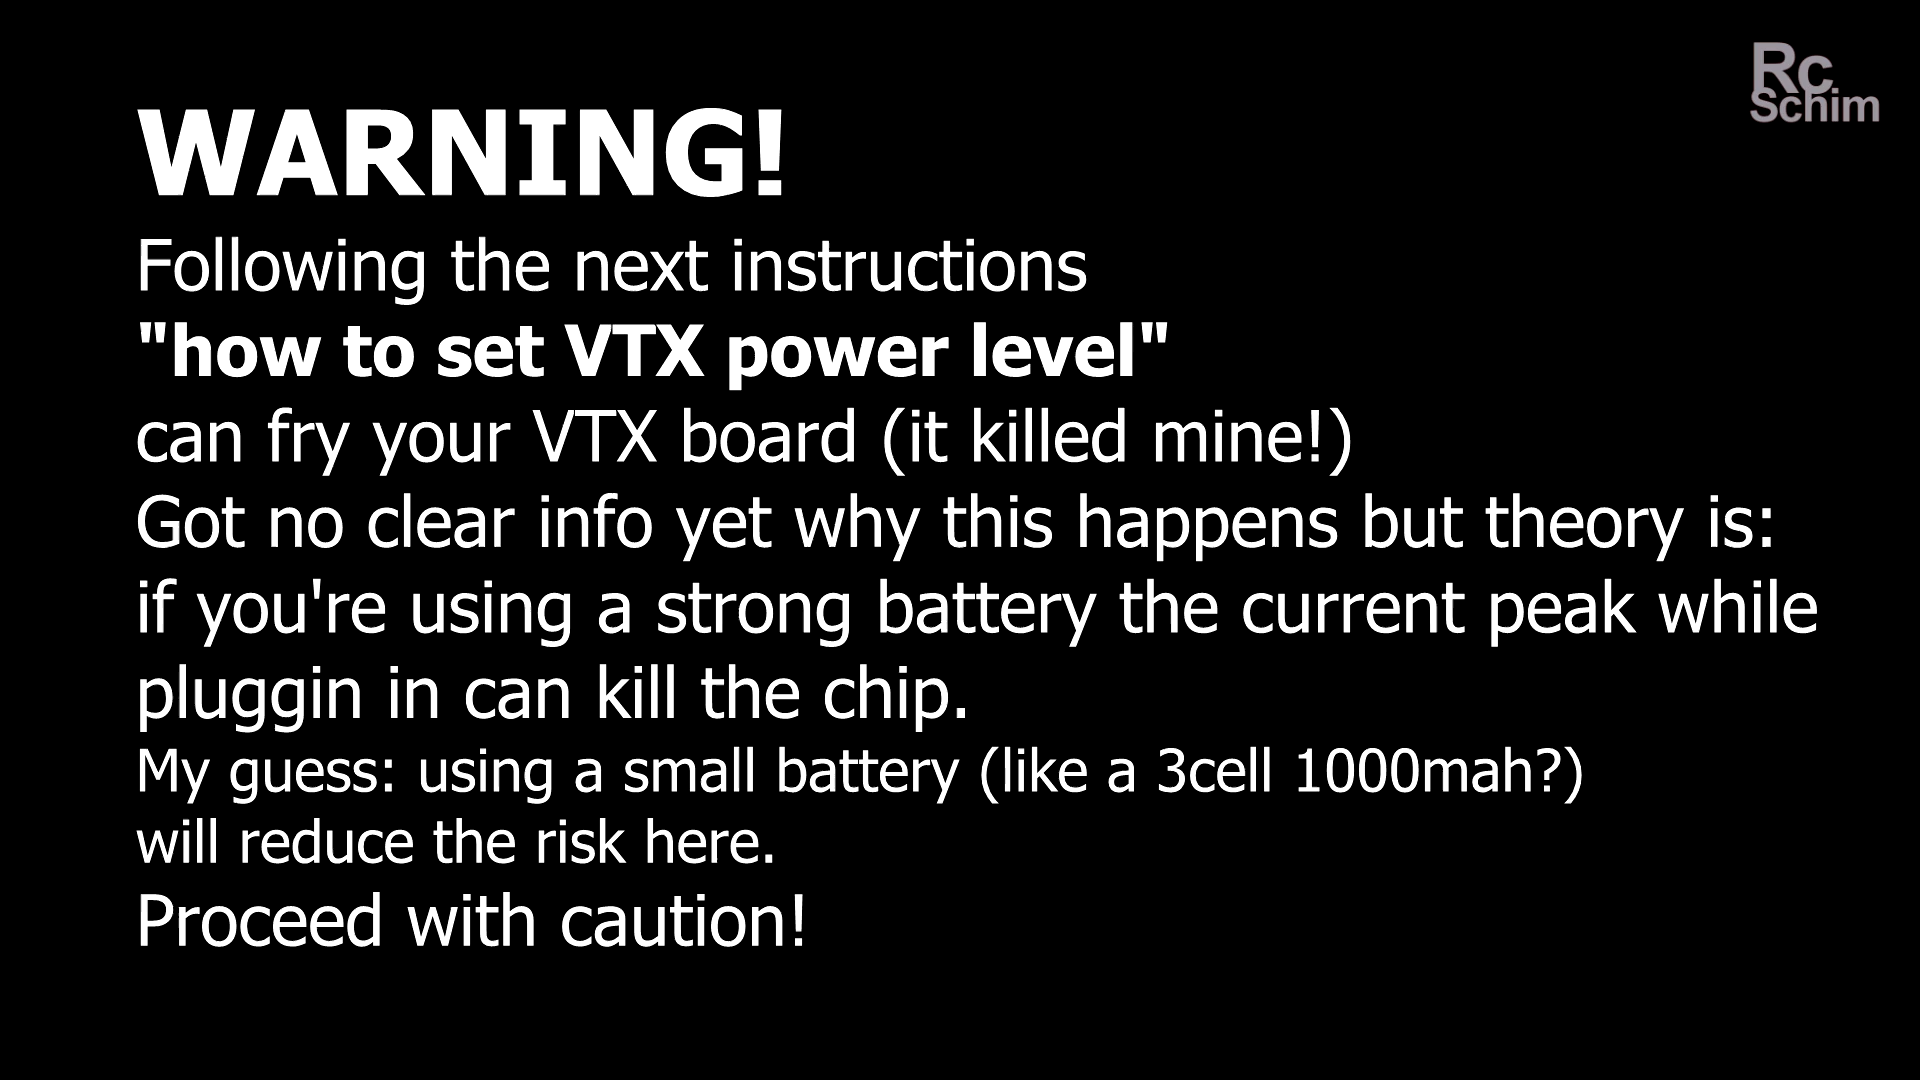 Rc
Schim
WARNING!
Following the next instructions
"how to set VTX power level"
can fry your VTX board (it killed mine!)
Got no clear info yet why this happens but theory is:
if you're using a strong battery the current peak while
pluggin in can kill the chip.
My guess: using a small battery (like a 3cell 1000mah?)
will reduce the risk here.
Proceed with caution!